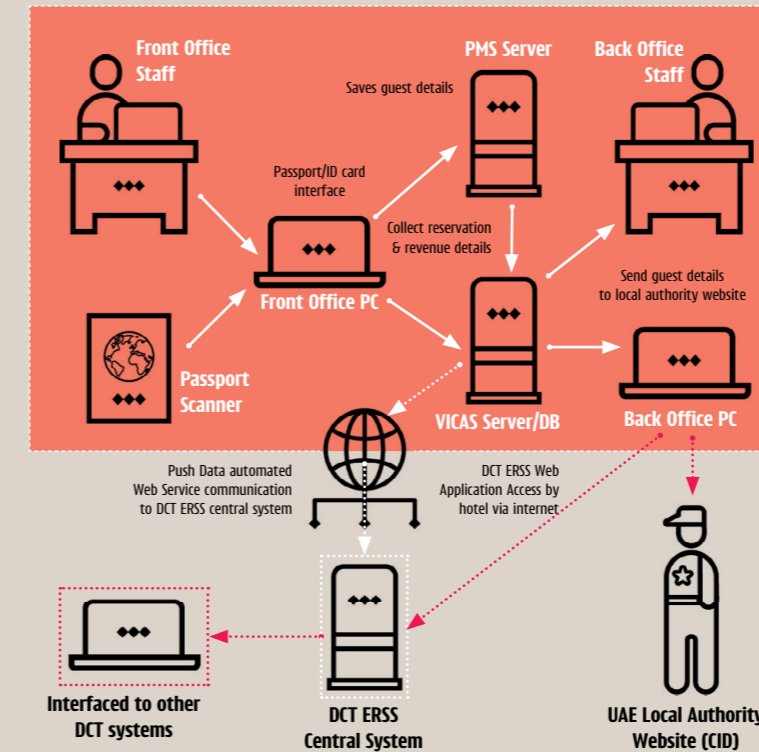 Front Office
Staff
PMS Server
Back Office
Staff
Saves guest details
Passport/ID card
interface
Collect reservation
& revenue details
Send guest details
to local authority website
Front Office PC
Passport
Scanner
VICAS Server/DB
Back Office PC
Push Data automated
Web Service communication
to DCT ERSS central system
DCT ERSS Web
Application Access by
hotel via internet
Interfaced to other
DCT systems
DCT ERSS
Central System
UAE Local Authority
Website (CID)